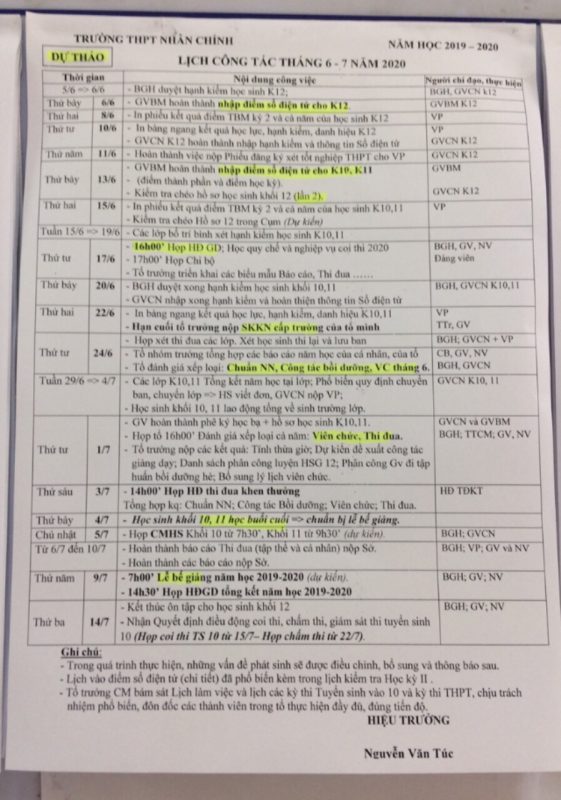 TRƯỜNG THPT NHÂN CHÍNH
NĂM HỌC 2019 – 2020
DỰ THẢO
LỊCH CÔNG TÁC THÁNG 6 - 7 NĂM 2020
Thời gian Nội dung công việc Người chỉ đạo, thực hiện
5/6 => 6/6 - BGH duyệt hạnh kiểm học sinh K12; BGH, GVCN k12
Thứ bảy 6/6 - GVBM hoàn thành nhập điểm sổ điện tử cho K12. GVBM K12
Thứ hai 8/6 - In phiếu kết quả điểm TBM kỳ 2 và cả năm của học sinh K12 VP
Thứ tư 10/6 - In bảng ngang kết quả học lực, hạnh kiểm, danh hiệu K12 VP
- GVCN K12 hoàn thành nhập hạnh kiểm và thông tin Sổ điện tử GVCN K12
Thứ năm 11/6 - Hoàn thành việc nộp Phiếu đăng ký xét tốt nghiệp THPT cho VP GVCN K12
Thứ bảy 13/6 - GVBM hoàn thành nhập điểm sổ điện tử cho K10, K11 GVBM
- (điểm thành phần và điểm học kỳ).
- Kiểm tra chéo hồ sơ học sinh khối 12 (lần 2). GVCN K12
Thứ hai 15/6 - In phiếu kết quả điểm TBM kỳ 2 và cả năm của học sinh K10,11 VP
- Kiểm tra chéo Hồ sơ 12 trong Cụm (Dự kiến)
Tuần 15/6 => 19/6 - Các lớp bố trí bình xét hạnh kiểm học sinh K10,11.
Thứ tư 17/6 - 16h00' Họp HĐ GD; Học quy chế và nghiệp vụ coi thi 2020 BGH, GV, NV
- 17h00' Họp Chi bộ Đảng viên
- Tổ trưởng triển khai các biểu mẫu Báo cáo, Thi đua ……
Thứ bảy 20/6 - BGH duyệt xong hạnh kiểm học sinh khối 10,11 BGH, GVCN K10,11
- GVCN nhập xong hạnh kiểm và hoàn thiện thông tin Sổ điện tử
Thứ hai 22/6 - In bảng ngang kết quả học lực, hạnh kiểm, danh hiệu K10,11 VP
- Hạn cuối tổ trưởng nộp SKKN cấp trường của tổ mình TTr, GV
Thứ tư 24/6 - Họp xét thi đua các lớp. Xét học sinh thi lại và lưu ban BGH; GVCN + VP
- Tổ nhóm trưởng tổng hợp các báo cáo năm học của cá nhân, của tổ CB, GV, NV
- Tổ đánh giá xếp loại: Chuẩn NN, Công tác bồi dưỡng, VC tháng 6. BGH, GVCN
Tuần 29/6 => 4/7 - Các lớp K10,11 Tổng kết năm học tại lớp; Phổ biến quy định chuyển GVCN K10, 11
ban, chuyển lớp => HS viết đơn, GVCN nộp VP;
- Học sinh khối 10, 11 lao động tổng vệ sinh trường lớp.
Thứ tư 1/7 - GV hoàn thành phê ký học bạ + hồ sơ học sinh K10,11. GVCN và GVBM
- Họp tổ 16h00' Đánh giá xếp loại cả năm: Viên chức, Thi đua. BGH; TTCM; GV, NV
- Tổ trưởng nộp các kết quả: Tính thừa giờ; Dự kiến đề xuất công tác
giảng dạy; Danh sách phân công luyện HSG 12; Phân công Gv đi tập
huấn bồi dưỡng hè; Bổ sung lý lịch viên chức.
Thứ sáu 3/7 - 14h00' Họp HĐ thi đua khen thưởng HĐ TĐKT
Tổng hợp kq: Chuẩn NN; Công tác Bồi dưỡng; Viên chức; Thi đua.
Thứ bảy 4/7 - Học sinh khối 10, 11 học buổi cuối => chuẩn bị lễ bế giảng.
Chủ nhật 5/7 - Họp CMHS Khối 10 từ 7h30', Khối 11 từ 9h30' (dự kiến). BGH; GVCN
Từ 6/7 đến 10/7 - Hoàn thành báo cáo Thi đua (tập thể và cá nhân) nộp Sở. BGH; VP; GV và NV
- Hoàn thành các báo cáo nộp Sở.
Thứ năm 9/7 - 7h00' Lễ bế giảng năm học 2019-2020 (dự kiến). BGH; GV; NV
- 14h30' Họp HĐGD tổng kết năm học 2019-2020
Thứ ba 14/7 - Kết thúc ôn tập cho học sinh khối 12 BGH; GV; NV
- Nhận Quyết định điều động coi thi, chấm thi, giám sát thi tuyển sinh
10 (Họp coi thi TS 10 từ 15/7– Họp chấm thi từ 22/7).
Ghi chú:
- Trong quá trình thực hiện, những vấn đề phát sinh sẽ được điều chỉnh, bổ sung và thông báo sau.
- Lịch vào điểm sổ điện tử (chi tiết) đã phổ biến kèm trong lịch kiểm tra Học kỳ II .
- Tổ trưởng CM bám sát Lịch làm việc và lịch các kỳ thi Tuyển sinh vào 10 và kỳ thi THPT, chịu trách
nhiệm phổ biến, đôn đốc các thành viên trong tổ thực hiện đầy đủ, đúng tiến độ.
HIỆU TRƯỞNG
Nguyễn Văn Túc